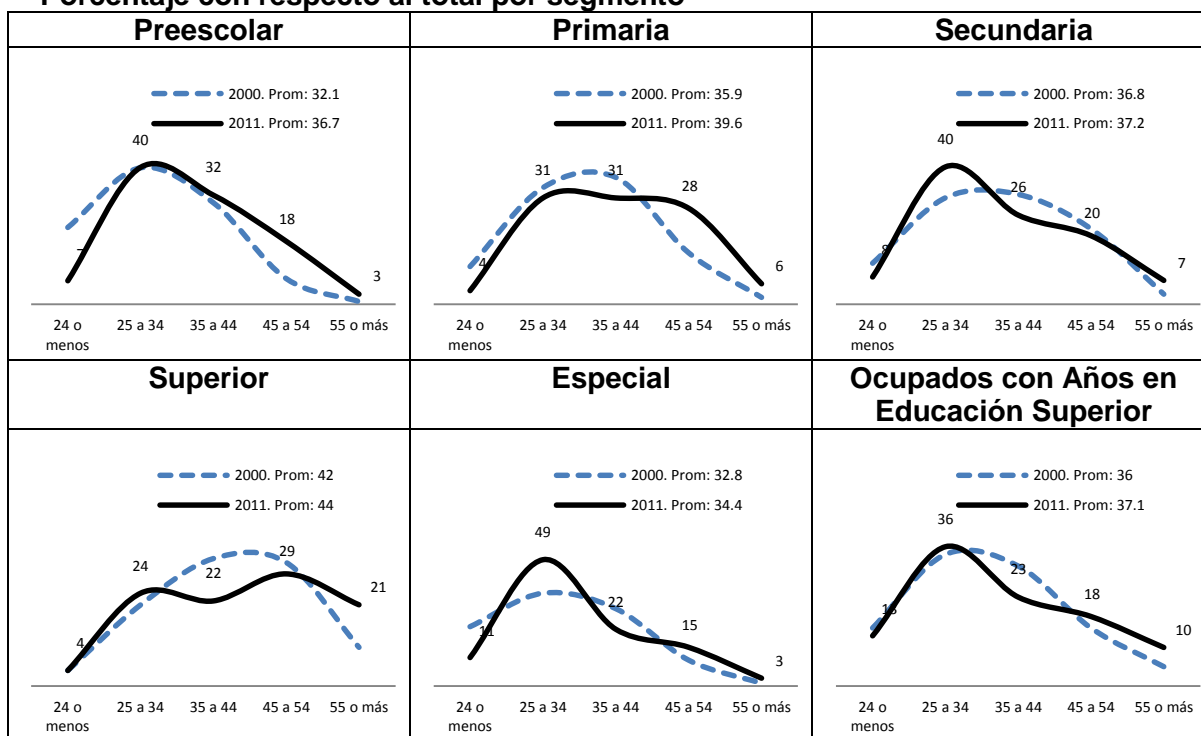 Porcentaje con respecto al total por segmento
Preescolar
2000. Prom: 32.1
2011. Prom: 36.7
40
32
18
7
3
24 o menos
25 a 34
35 a 44
45 a 54
55 o más
Primaria
2000. Prom: 35.9
2011. Prom: 39.6
31
31
28
4
6
24 o menos
25 a 34
35 a 44
45 a 54
55 o más
Secundaria
2000. Prom: 36.8
2011. Prom: 37.2
40
26
20
8
7
24 o menos
25 a 34
35 a 44
45 a 54
55 o más
Superior
2000. Prom: 42
2011. Prom: 44
24
22
29
21
4
24 o menos
25 a 34
35 a 44
45 a 54
55 o más
Especial
2000. Prom: 32.8
2011. Prom: 34.4
49
22
15
11
3
24 o menos
25 a 34
35 a 44
45 a 54
55 o más
Ocupados con Años en
Educación Superior
2000. Prom: 36
2011. Prom: 37.1
36
23
18
10
24 o menos
25 a 34
35 a 44
45 a 54
55 o más